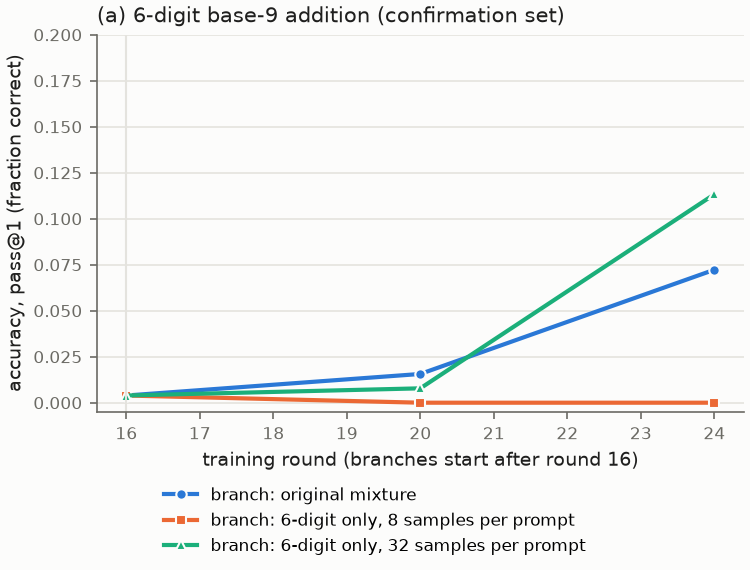 (a) 6-digit base-9 addition (confirmation set)
accuracy, pass@1 (fraction correct)
0.200
0.175
0.150
0.125
0.100
0.075
0.050
0.025
0.000
16 17 18 19 20 21 22 23 24
training round (branches start after round 16)
branch: original mixture
branch: 6-digit only, 8 samples per prompt
branch: 6-digit only, 32 samples per prompt